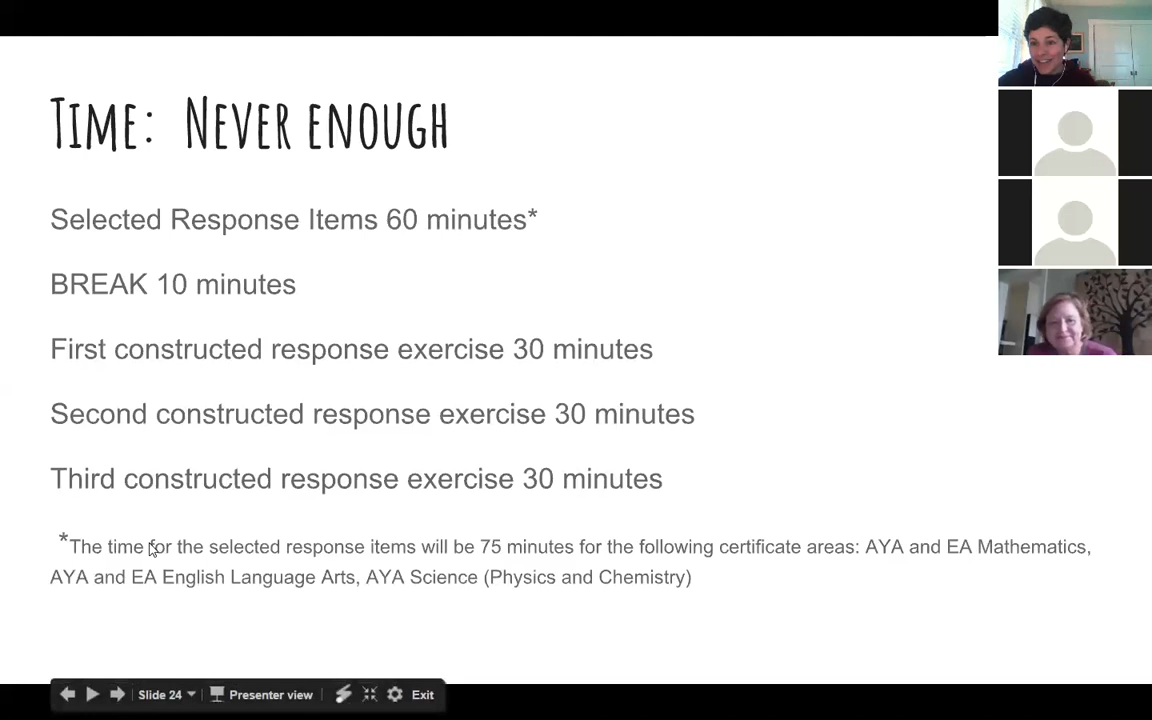 Time: Never enough
Selected Response Items 60 minutes*
BREAK 10 minutes
First constructed response exercise 30 minutes
Second constructed response exercise 30 minutes
Third constructed response exercise 30 minutes
*The time for the selected response items will be 75 minutes for the following certificate areas: AYA and EA Mathematics,
AYA and EA English Language Arts, AYA Science (Physics and Chemistry)
Slide 24 Presenter view Exit